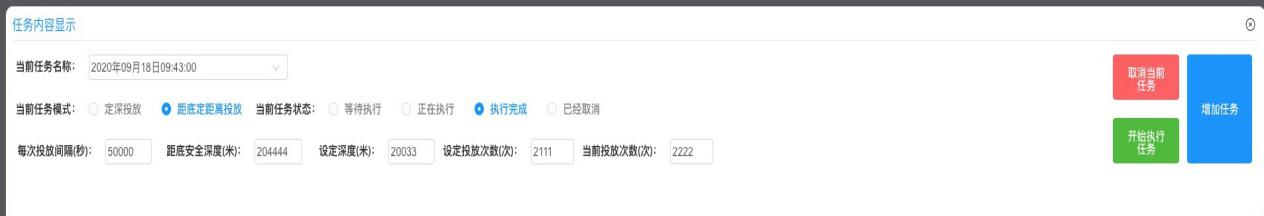 任务内容显示
当前任务名称： 2020年09月18日09:43:00
取消当前
任务
增加任务
当前任务模式： 定深投放 距底定距离投放 当前任务状态： 等待执行 正在执行 执行完成 已经取消
开始执行
任务
每次投放间隔(秒)： 50000 距底安全深度(米)： 204444 设定深度(米)： 20033 设定投放次数(次)： 2111 当前投放次数(次)： 2222